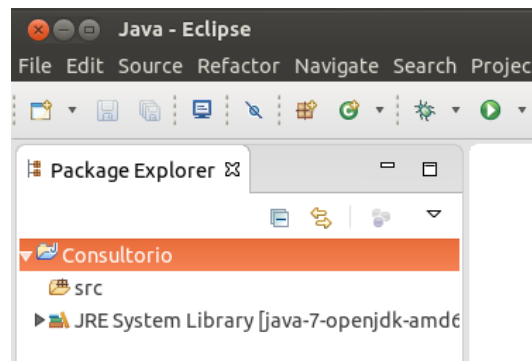 Java - Eclipse
File Edit Source Refactor Navigate Search Projec
Package Explorer
Consultorio
src
JRE System Library [java-7-openjdk-amd6